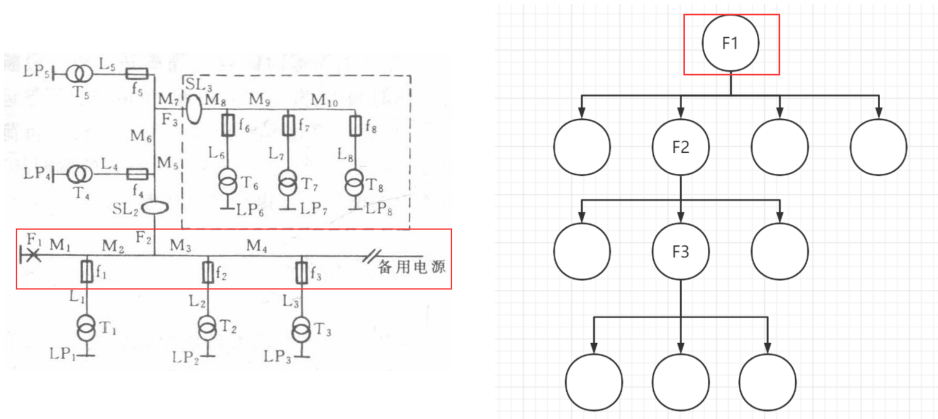 SL₃
L₅
LP₅
f₅
M₇
M₈
M₉
M₁₀
T₅
F₃
f₆
f₇
f₈
M₆
L₆
L₇
L₈
L₄
M₅
LP₄
f₄
T₄
T₆
T₇
T₈
SL₂
LP₆
LP₇
LP₈
F₁
M₁
M₂
F₂
M₃
M₄
备用电源
f₁
f₂
f₃
L₁
L₂
L₃
T₁
T₂
T₃
LP₁
LP₂
LP₃
F1
F2
F3